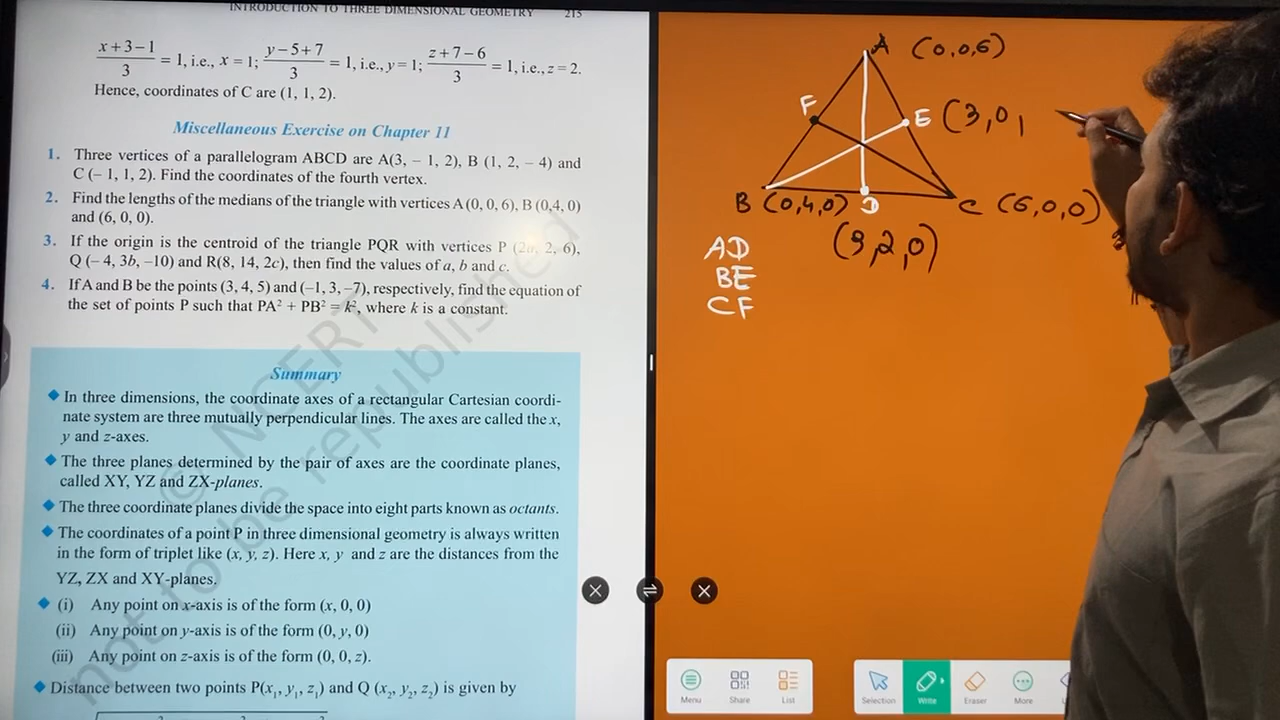 INTRODUCTION TO THREE DIMENSIONAL GEOMETRY 215
x+3−1/3 = 1, i.e., x = 1; y−5+7/3 = 1, i.e., y = 1; z+7−6/3 = 1, i.e., z = 2.
Hence, coordinates of C are (1, 1, 2).
Miscellaneous Exercise on Chapter 11
1. Three vertices of a parallelogram ABCD are A(3, − 1, 2), B (1, 2, − 4) and
C (− 1, 1, 2). Find the coordinates of the fourth vertex.
2. Find the lengths of the medians of the triangle with vertices A (0, 0, 6), B (0,4, 0)
and (6, 0, 0).
3. If the origin is the centroid of the triangle PQR with vertices P (2a, 2, 6),
Q (− 4, 3b, −10) and R(8, 14, 2c), then find the values of a, b and c.
4. If A and B be the points (3, 4, 5) and (−1, 3, −7), respectively, find the equation of
the set of points P such that PA² + PB² = k², where k is a constant.
Summary
◆ In three dimensions, the coordinate axes of a rectangular Cartesian coordi-
nate system are three mutually perpendicular lines. The axes are called the x,
y and z-axes.
◆ The three planes determined by the pair of axes are the coordinate planes,
called XY, YZ and ZX-planes.
◆ The three coordinate planes divide the space into eight parts known as octants.
◆ The coordinates of a point P in three dimensional geometry is always written
in the form of triplet like (x, y, z). Here x, y and z are the distances from the
YZ, ZX and XY-planes.
◆ (i) Any point on x-axis is of the form (x, 0, 0)
(ii) Any point on y-axis is of the form (0, y, 0)
(iii) Any point on z-axis is of the form (0, 0, z).
◆ Distance between two points P(x₁, y₁, z₁) and Q (x₂, y₂, z₂) is given by
© NCERT
not to be republished
A (0,0,6)
F
E (3,0,
B (0,4,0) D C (6,0,0)
(3,2,0)
AD
BE
CF
Menu Share List Selection Write Eraser More